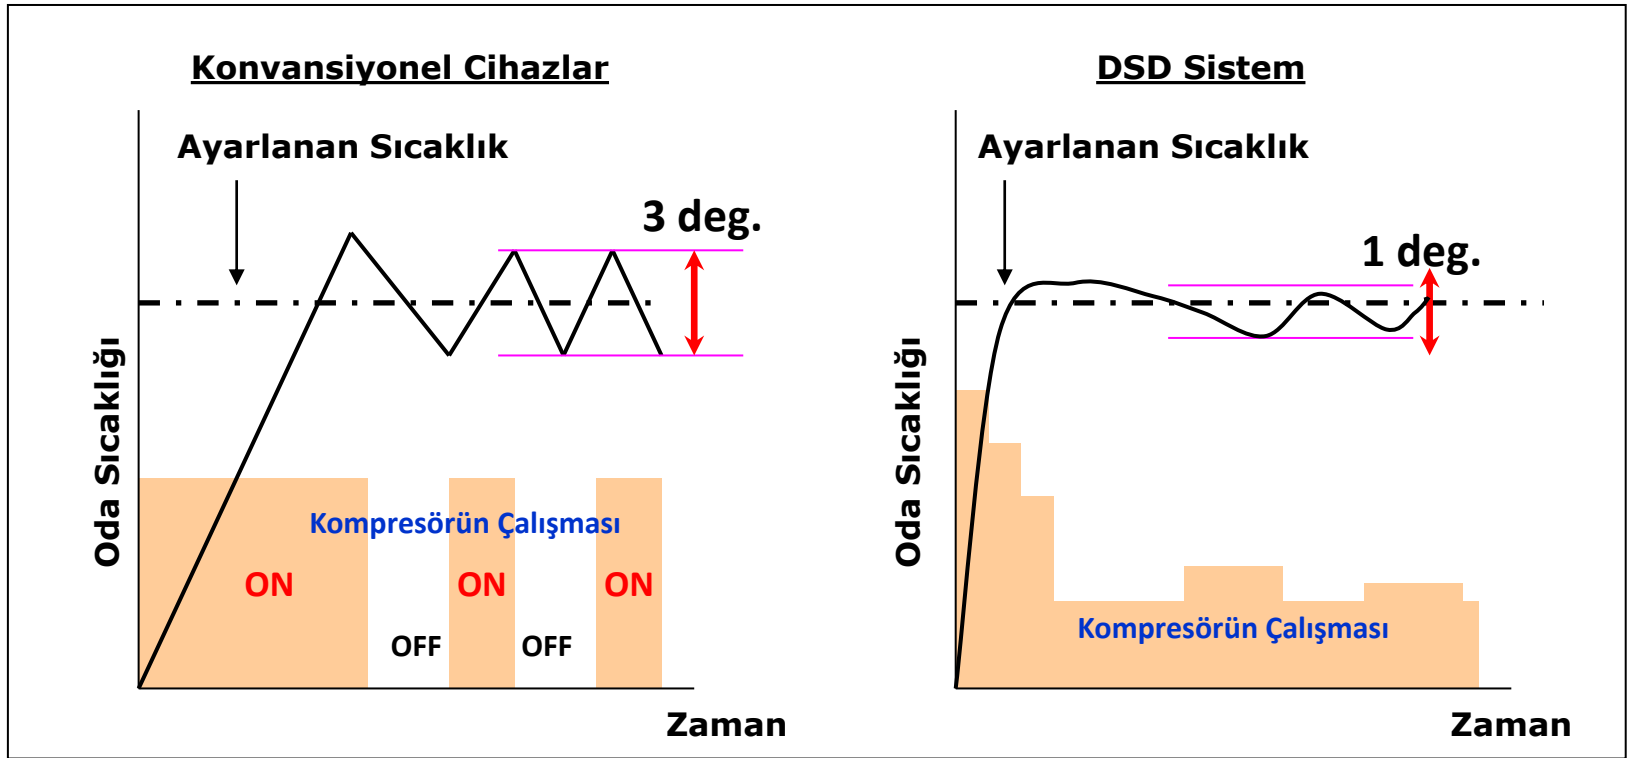 Konvansiyonel Cihazlar
Ayarlanan Sıcaklık
3 deg.
Oda Sıcaklığı
Kompresörün Çalışması
ON
ON
ON
OFF
OFF
Zaman
DSD Sistem
Ayarlanan Sıcaklık
1 deg.
Oda Sıcaklığı
Kompresörün Çalışması
Zaman